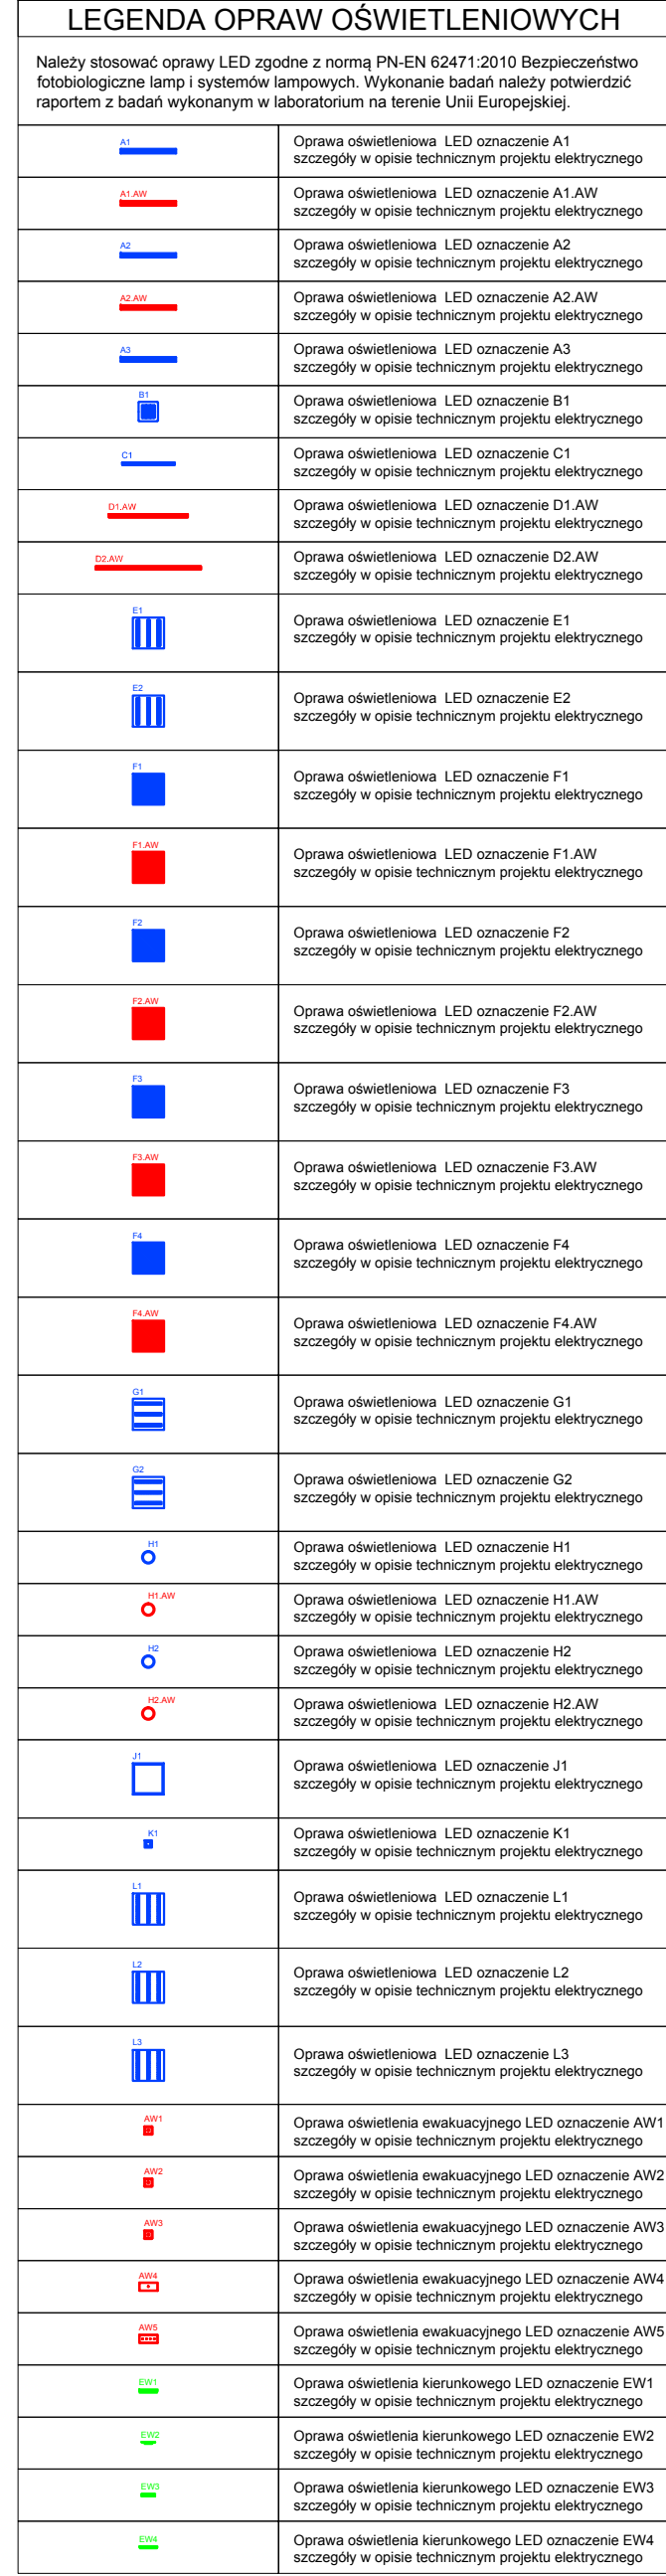 LEGENDA OPRAW OŚWIETLENIOWYCH
Należy stosować oprawy LED zgodne z normą PN-EN 62471:2010 Bezpieczeństwo
fotobiologiczne lamp i systemów lampowych. Wykonanie badań należy potwierdzić
raportem z badań wykonanym w laboratorium na terenie Unii Europejskiej.
A1
Oprawa oświetleniowa LED oznaczenie A1
szczegóły w opisie technicznym projektu elektrycznego
A1.AW
Oprawa oświetleniowa LED oznaczenie A1.AW
szczegóły w opisie technicznym projektu elektrycznego
A2
Oprawa oświetleniowa LED oznaczenie A2
szczegóły w opisie technicznym projektu elektrycznego
A2.AW
Oprawa oświetleniowa LED oznaczenie A2.AW
szczegóły w opisie technicznym projektu elektrycznego
A3
Oprawa oświetleniowa LED oznaczenie A3
szczegóły w opisie technicznym projektu elektrycznego
B1
Oprawa oświetleniowa LED oznaczenie B1
szczegóły w opisie technicznym projektu elektrycznego
C1
Oprawa oświetleniowa LED oznaczenie C1
szczegóły w opisie technicznym projektu elektrycznego
D1.AW
Oprawa oświetleniowa LED oznaczenie D1.AW
szczegóły w opisie technicznym projektu elektrycznego
D2.AW
Oprawa oświetleniowa LED oznaczenie D2.AW
szczegóły w opisie technicznym projektu elektrycznego
E1
Oprawa oświetleniowa LED oznaczenie E1
szczegóły w opisie technicznym projektu elektrycznego
E2
Oprawa oświetleniowa LED oznaczenie E2
szczegóły w opisie technicznym projektu elektrycznego
F1
Oprawa oświetleniowa LED oznaczenie F1
szczegóły w opisie technicznym projektu elektrycznego
F1.AW
Oprawa oświetleniowa LED oznaczenie F1.AW
szczegóły w opisie technicznym projektu elektrycznego
F2
Oprawa oświetleniowa LED oznaczenie F2
szczegóły w opisie technicznym projektu elektrycznego
F2.AW
Oprawa oświetleniowa LED oznaczenie F2.AW
szczegóły w opisie technicznym projektu elektrycznego
F3
Oprawa oświetleniowa LED oznaczenie F3
szczegóły w opisie technicznym projektu elektrycznego
F3.AW
Oprawa oświetleniowa LED oznaczenie F3.AW
szczegóły w opisie technicznym projektu elektrycznego
F4
Oprawa oświetleniowa LED oznaczenie F4
szczegóły w opisie technicznym projektu elektrycznego
F4.AW
Oprawa oświetleniowa LED oznaczenie F4.AW
szczegóły w opisie technicznym projektu elektrycznego
G1
Oprawa oświetleniowa LED oznaczenie G1
szczegóły w opisie technicznym projektu elektrycznego
G2
Oprawa oświetleniowa LED oznaczenie G2
szczegóły w opisie technicznym projektu elektrycznego
H1
Oprawa oświetleniowa LED oznaczenie H1
szczegóły w opisie technicznym projektu elektrycznego
H1.AW
Oprawa oświetleniowa LED oznaczenie H1.AW
szczegóły w opisie technicznym projektu elektrycznego
H2
Oprawa oświetleniowa LED oznaczenie H2
szczegóły w opisie technicznym projektu elektrycznego
H2.AW
Oprawa oświetleniowa LED oznaczenie H2.AW
szczegóły w opisie technicznym projektu elektrycznego
J1
Oprawa oświetleniowa LED oznaczenie J1
szczegóły w opisie technicznym projektu elektrycznego
K1
Oprawa oświetleniowa LED oznaczenie K1
szczegóły w opisie technicznym projektu elektrycznego
L1
Oprawa oświetleniowa LED oznaczenie L1
szczegóły w opisie technicznym projektu elektrycznego
L2
Oprawa oświetleniowa LED oznaczenie L2
szczegóły w opisie technicznym projektu elektrycznego
L3
Oprawa oświetleniowa LED oznaczenie L3
szczegóły w opisie technicznym projektu elektrycznego
AW1
Oprawa oświetlenia ewakuacyjnego LED oznaczenie AW1
szczegóły w opisie technicznym projektu elektrycznego
AW2
Oprawa oświetlenia ewakuacyjnego LED oznaczenie AW2
szczegóły w opisie technicznym projektu elektrycznego
AW3
Oprawa oświetlenia ewakuacyjnego LED oznaczenie AW3
szczegóły w opisie technicznym projektu elektrycznego
AW4
Oprawa oświetlenia ewakuacyjnego LED oznaczenie AW4
szczegóły w opisie technicznym projektu elektrycznego
AW5
Oprawa oświetlenia ewakuacyjnego LED oznaczenie AW5
szczegóły w opisie technicznym projektu elektrycznego
EW1
Oprawa oświetlenia kierunkowego LED oznaczenie EW1
szczegóły w opisie technicznym projektu elektrycznego
EW2
Oprawa oświetlenia kierunkowego LED oznaczenie EW2
szczegóły w opisie technicznym projektu elektrycznego
EW3
Oprawa oświetlenia kierunkowego LED oznaczenie EW3
szczegóły w opisie technicznym projektu elektrycznego
EW4
Oprawa oświetlenia kierunkowego LED oznaczenie EW4
szczegóły w opisie technicznym projektu elektrycznego